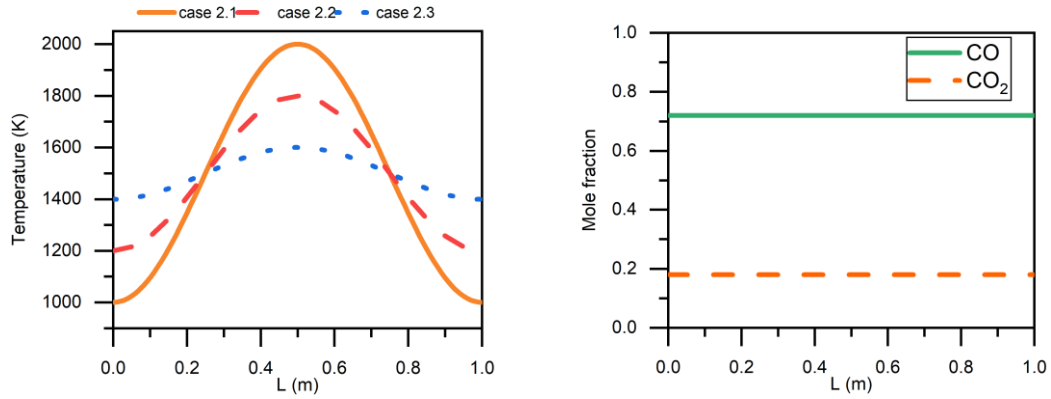 case 2.1 case 2.2 case 2.3
2000
1800
1600
1400
1200
1000
Temperature (K)
0.0 0.2 0.4 0.6 0.8 1.0
L (m)
CO
CO₂
1.0
0.8
0.6
0.4
0.2
0.0
Mole fraction
0.0 0.2 0.4 0.6 0.8 1.0
L (m)